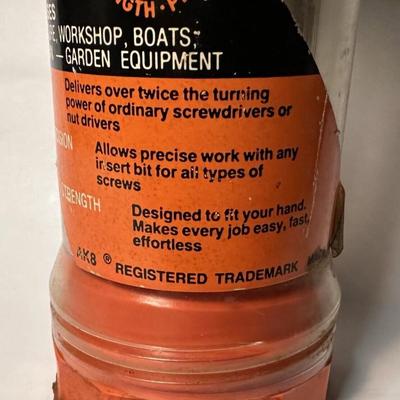 GTH • P
ES
E, WORKSHOP, BOATS,
— GARDEN EQUIPMENT
Delivers over twice the turning
power of ordinary screwdrivers or
nut drivers
SION
Allows precise work with any
insert bit for all types of
screws
STRENGTH
Designed to fit your hand.
Makes every job easy, fast,
effortless
AK8 ® REGISTERED TRADEMARK